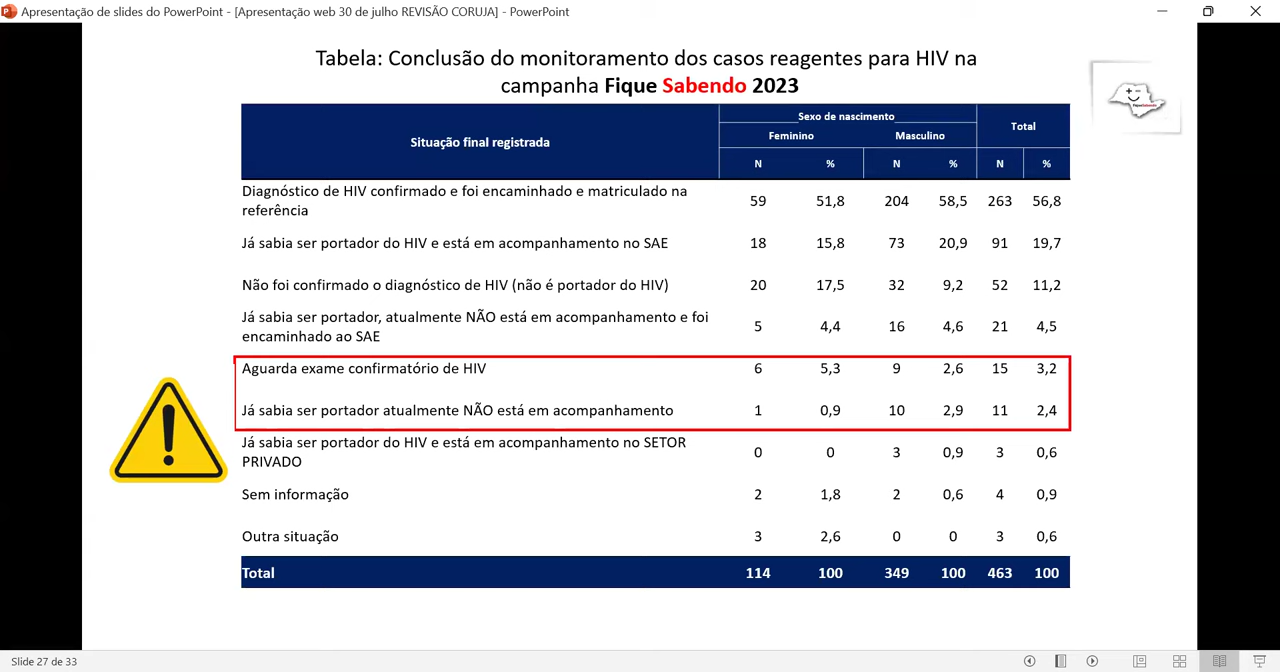 Apresentação de slides do PowerPoint - [Apresentação web 30 de julho REVISÃO CORUJA] - PowerPoint
Tabela: Conclusão do monitoramento dos casos reagentes para HIV na
campanha Fique Sabendo 2023
Situação final registrada
Sexo de nascimento
Total
Feminino Masculino
N % N % N %
Diagnóstico de HIV confirmado e foi encaminhado e matriculado na
referência
59 51,8 204 58,5 263 56,8
Já sabia ser portador do HIV e está em acompanhamento no SAE 18 15,8 73 20,9 91 19,7
Não foi confirmado o diagnóstico de HIV (não é portador do HIV) 20 17,5 32 9,2 52 11,2
Já sabia ser portador, atualmente NÃO está em acompanhamento e foi
encaminhado ao SAE
5 4,4 16 4,6 21 4,5
Aguarda exame confirmatório de HIV 6 5,3 9 2,6 15 3,2
Já sabia ser portador atualmente NÃO está em acompanhamento 1 0,9 10 2,9 11 2,4
Já sabia ser portador do HIV e está em acompanhamento no SETOR
PRIVADO
0 0 3 0,9 3 0,6
Sem informação 2 1,8 2 0,6 4 0,9
Outra situação 3 2,6 0 0 3 0,6
Total 114 100 349 100 463 100
Slide 27 de 33